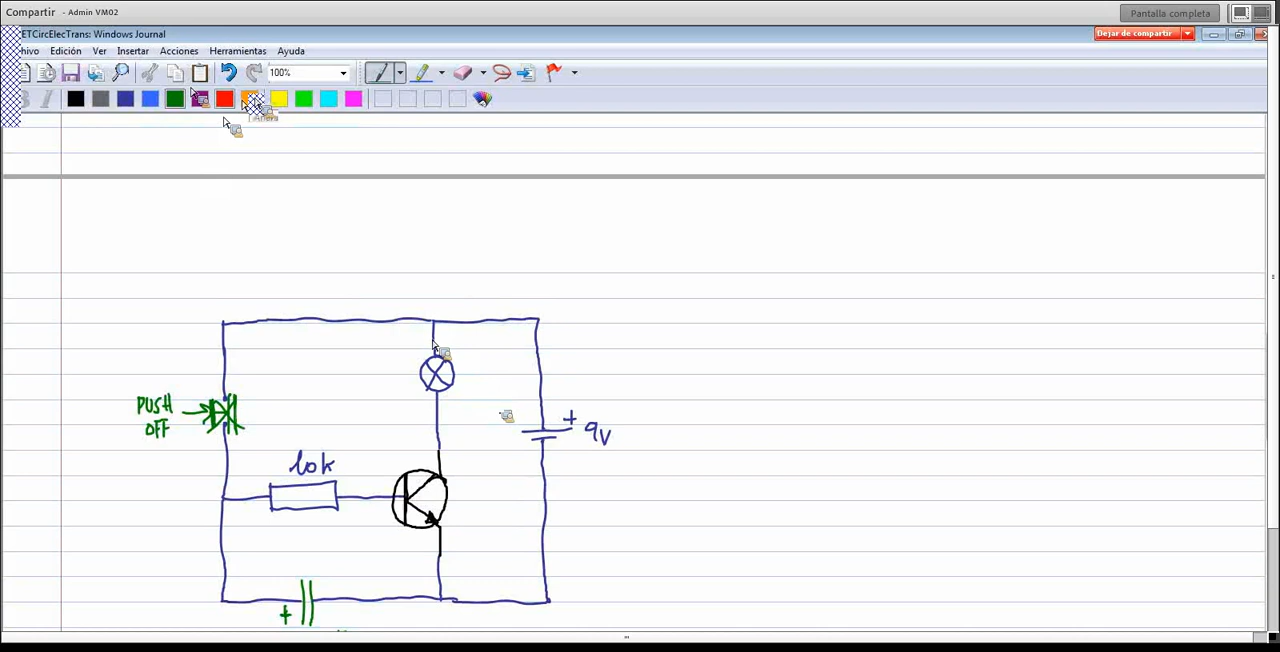 Compartir - Admin VM02
Pantalla completa
ETCircElecTrans: Windows Journal
Dejar de compartir
hivo Edición Ver Insertar Acciones Herramientas Ayuda
100%
PUSH
OFF
+
9V
10k
+